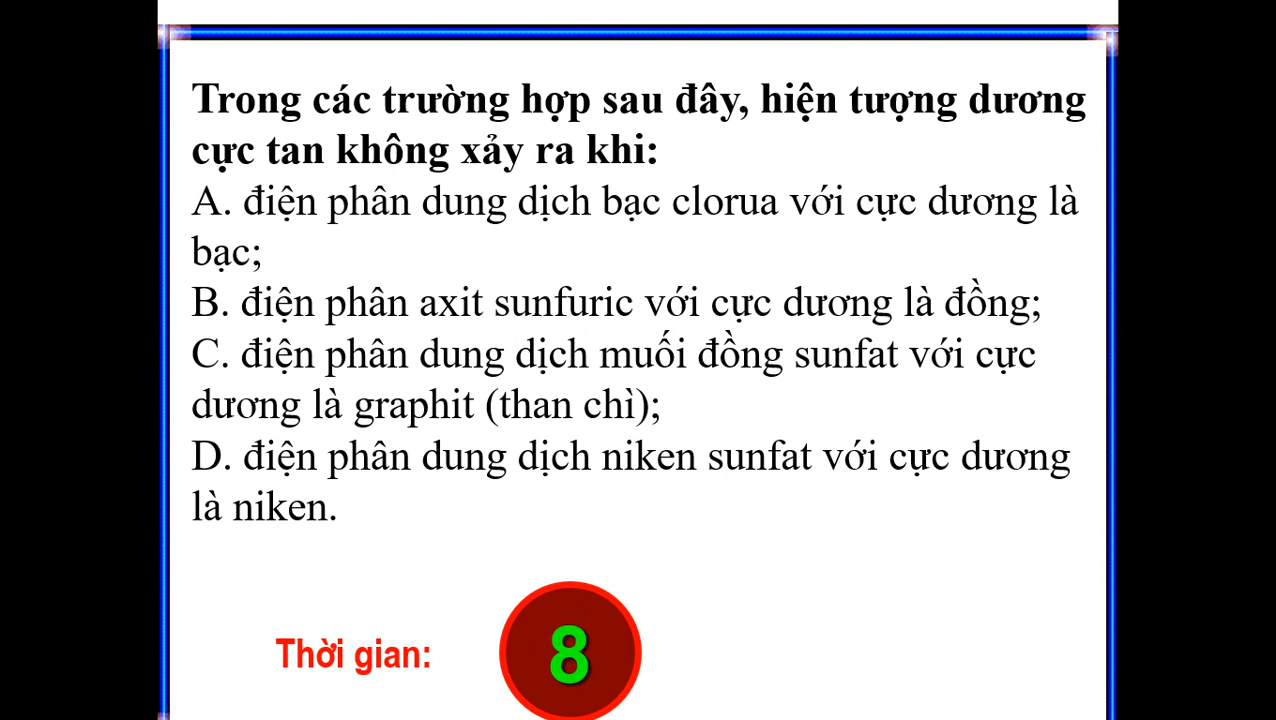 Trong các trường hợp sau đây, hiện tượng dương
cực tan không xảy ra khi:
A. điện phân dung dịch bạc clorua với cực dương là
bạc;
B. điện phân axit sunfuric với cực dương là đồng;
C. điện phân dung dịch muối đồng sunfat với cực
dương là graphit (than chì);
D. điện phân dung dịch niken sunfat với cực dương
là niken.
Thời gian: 8